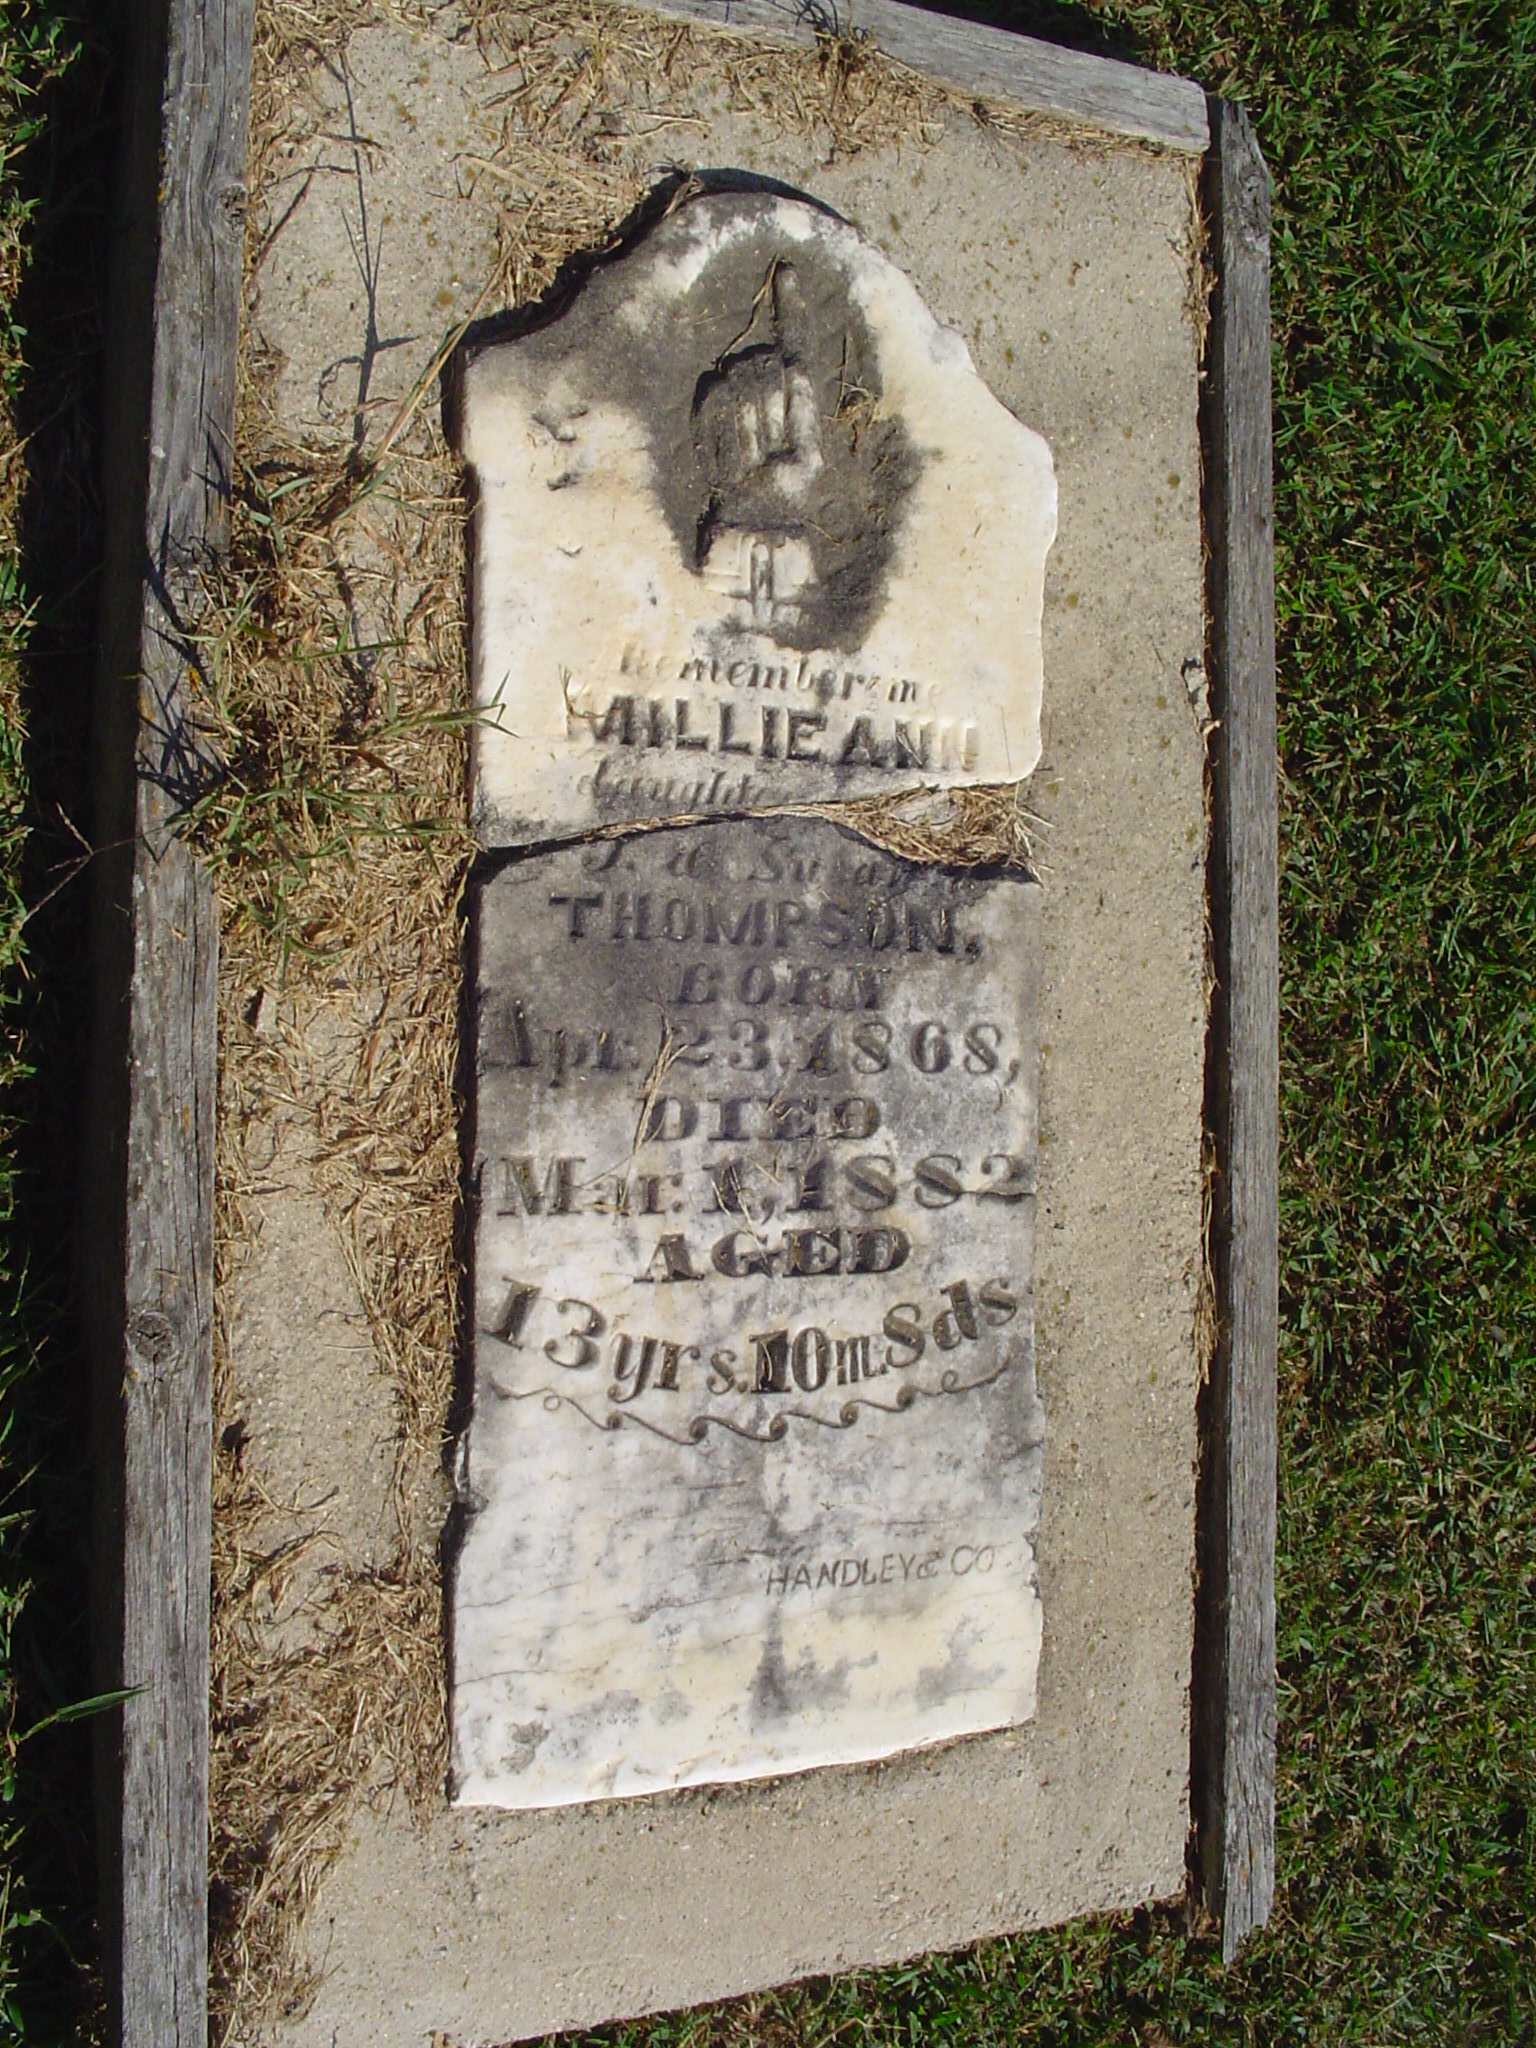 Remember me
MILLIE ANN
daughter
J. & Susan
THOMPSON,
BORN
Apr. 23, 1868,
DIED
Mar. 1, 1882
AGED
13 yrs. 10 m. 8 ds
HANDLEY & CO